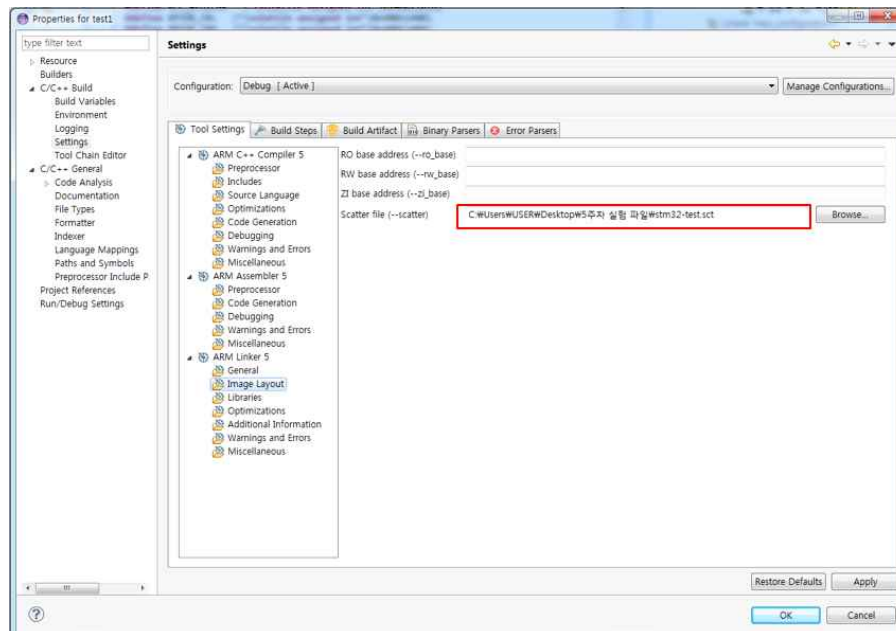 Properties for test1
type filter text
Resource
Builders
C/C++ Build
Build Variables
Environment
Logging
Settings
Tool Chain Editor
C/C++ General
Code Analysis
Documentation
File Types
Formatter
Indexer
Language Mappings
Paths and Symbols
Preprocessor Include P
Project References
Run/Debug Settings
Settings
Configuration: Debug [ Active ]
Manage Configurations...
Tool Settings Build Steps Build Artifact Binary Parsers Error Parsers
ARM C++ Compiler 5
Preprocessor
Includes
Source Language
Optimizations
Code Generation
Debugging
Warnings and Errors
Miscellaneous
ARM Assembler 5
Preprocessor
Code Generation
Debugging
Warnings and Errors
Miscellaneous
ARM Linker 5
General
Image Layout
Libraries
Optimizations
Additional Information
Warnings and Errors
Miscellaneous
RO base address (--ro_base)
RW base address (--rw_base)
ZI base address (--zi_base)
Scatter file (--scatter) C:₩Users₩USER₩Desktop₩5주차 실험 파일₩stm32-test.sct Browse...
Restore Defaults Apply
OK Cancel